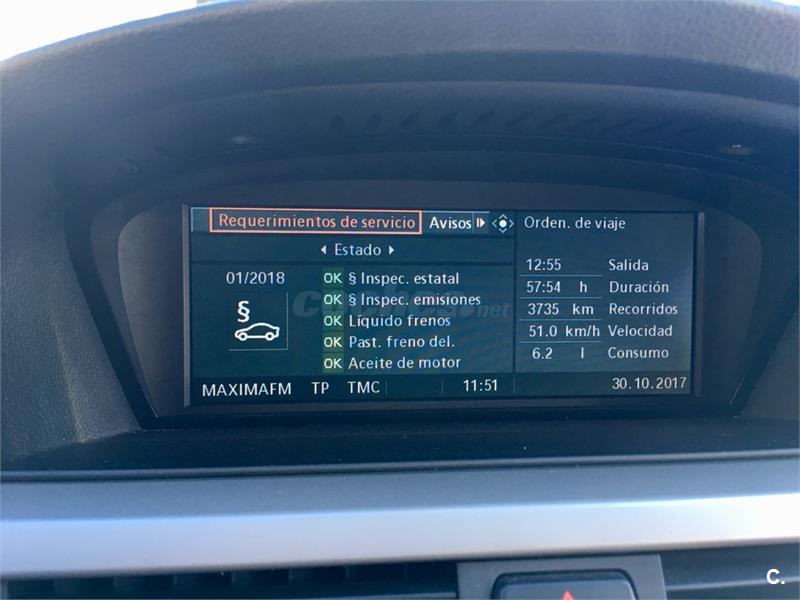 Requerimientos de servicio Avisos
Estado
01/2018
§
OK § Inspec. estatal
OK § Inspec. emisiones
OK Líquido frenos
OK Past. freno del.
OK Aceite de motor
Orden. de viaje
12:55 Salida
57:54 h Duración
3735 km Recorridos
51.0 km/h Velocidad
6.2 l Consumo
MAXIMAFM TP TMC 11:51 30.10.2017
coches.net
C.